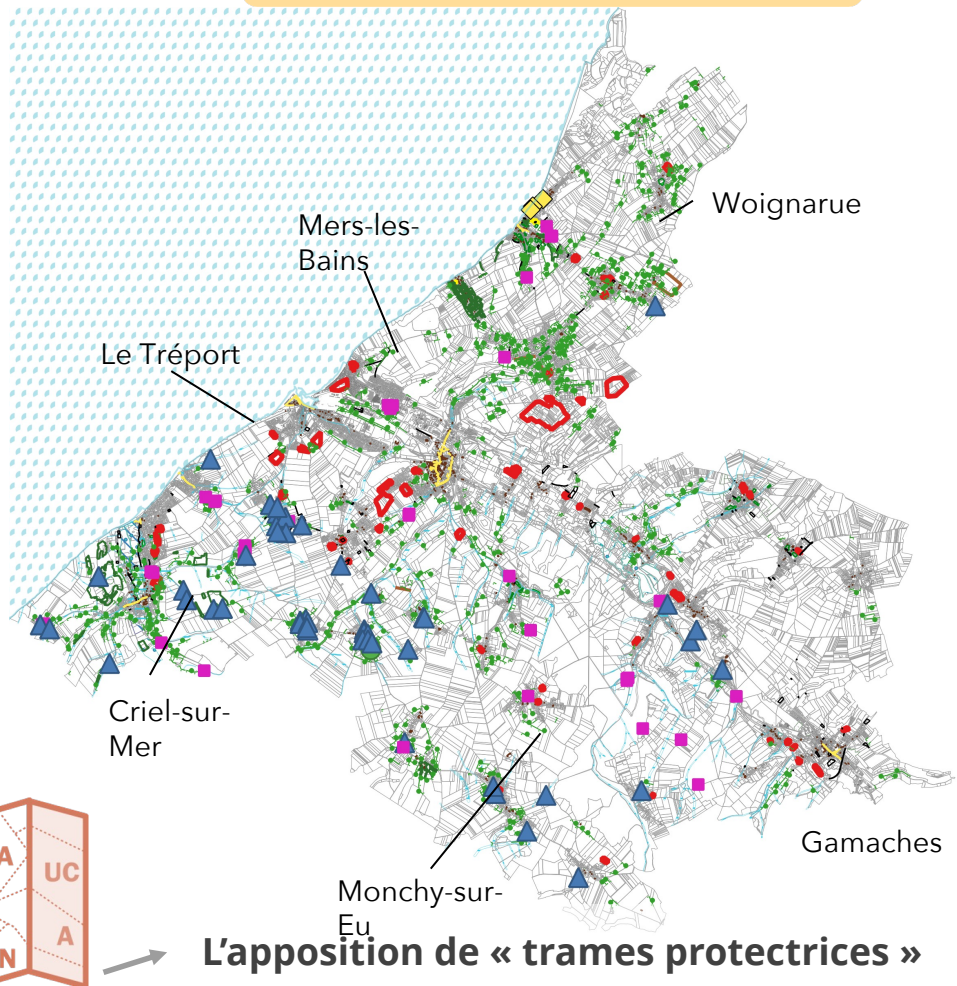 Woignarue
Mers-les-
Bains
Le Tréport
Criel-sur-
Mer
Gamaches
Monchy-sur-
Eu
A
UC
A
N
L’apposition de « trames protectrices »